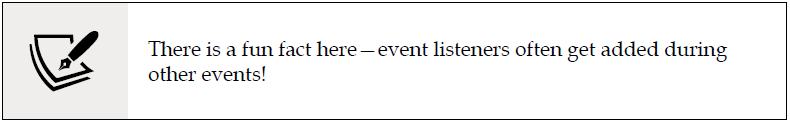 There is a fun fact here—event listeners often get added during
other events!